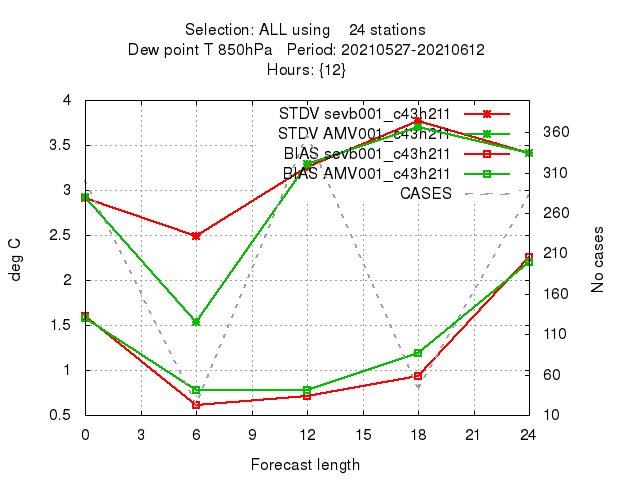 Selection: ALL using    24 stations
Dew point T 850hPa   Period: 20210527-20210612
Hours: {12}
STDV sevb001_c43h211
STDV AMV001_c43h211
BIAS sevb001_c43h211
BIAS AMV001_c43h211
CASES
4
3.5
3
2.5
2
1.5
1
0.5
deg C
360
310
260
210
160
110
60
10
No cases
0 3 6 9 12 15 18 21 24
Forecast length